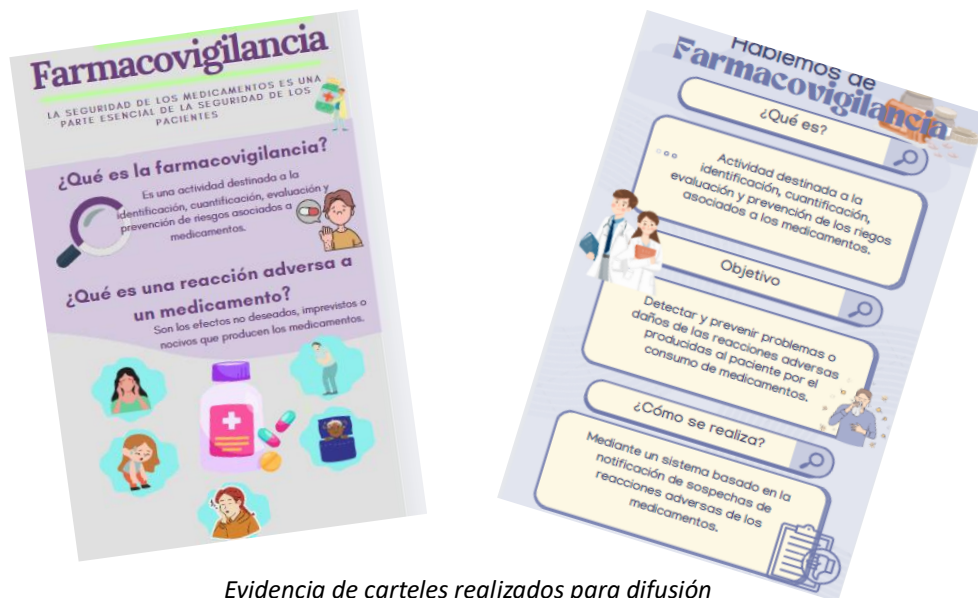 Farmacovigilancia
LA SEGURIDAD DE LOS MEDICAMENTOS ES UNA
PARTE ESENCIAL DE LA SEGURIDAD DE LOS
PACIENTES
¿Qué es la farmacovigilancia?
Es una actividad destinada a la
identificación, cuantificación, evaluación y
prevención de riesgos asociados a
medicamentos.
¿Qué es una reacción adversa a
un medicamento?
Son los efectos no deseados, imprevistos o
nocivos que producen los medicamentos.
Hablemos de
Farmacovigilancia
¿Qué es?
Actividad destinada a la
identificación, cuantificación,
evaluación y prevención de los riegos
asociados a los medicamentos.
Objetivo
Detectar y prevenir problemas o
daños de las reacciones adversas
producidas al paciente por el
consumo de medicamentos.
¿Cómo se realiza?
Mediante un sistema basado en la
notificación de sospechas de
reacciones adversas de los
medicamentos.
Evidencia de carteles realizados para difusión